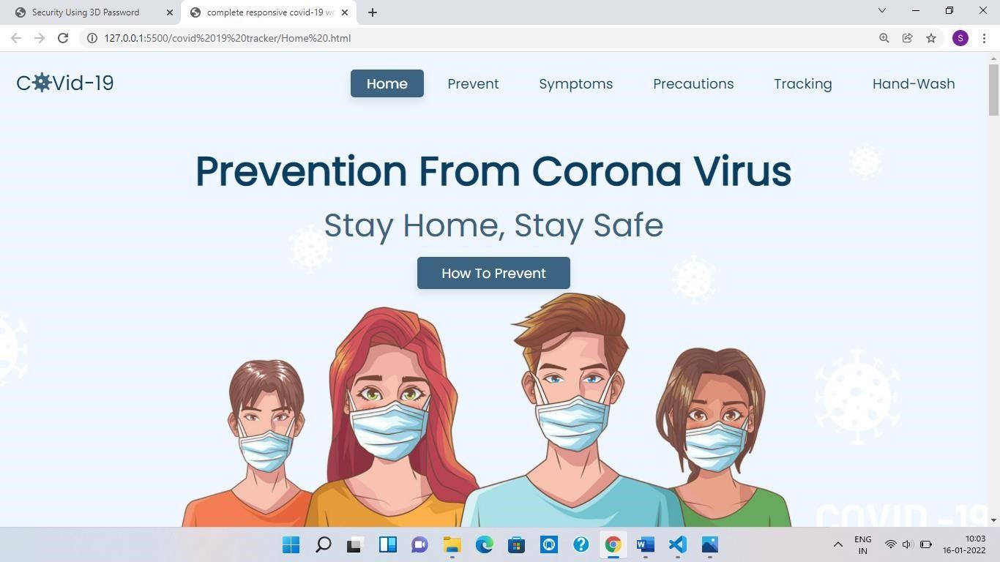 Security Using 3D Password
complete responsive covid-19 we
127.0.0.1:5500/covid%2019%20tracker/Home%20.html
S
CoVid-19
Home
Prevent
Symptoms
Precautions
Tracking
Hand-Wash
Prevention From Corona Virus
Stay Home, Stay Safe
How To Prevent
COVID -19
ENG
IN
10:03
16-01-2022